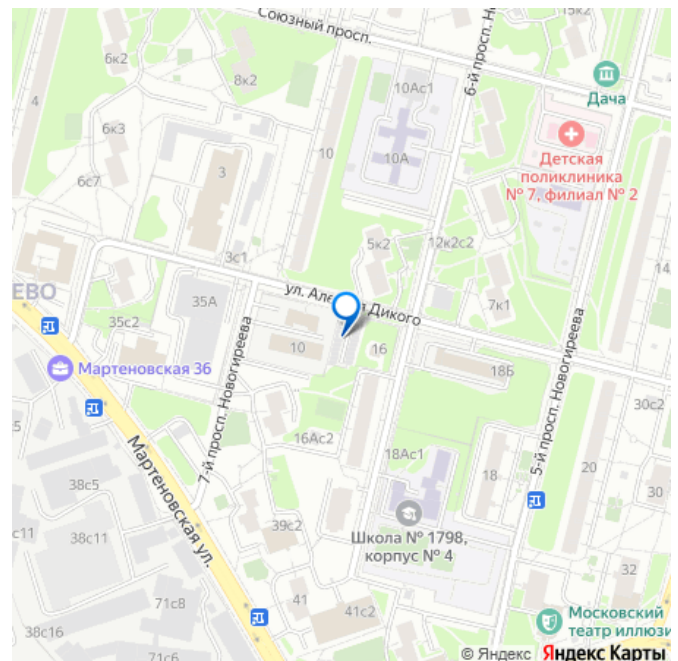 Союзный просп.
6к2
8к2
15к2
10Ас1
6-й просп. Но
Дача
4
6к3
10
10А
Детская
поликлиника
№ 7, филиал № 2
3
6с7
5к2
12к2с2
3с1
14
ЕВО
ул. Але
Дикого
35А
7к1
35с2
10
16
18Б
Мартеновская 36
7-й просп. Новогиреева
5-й просп. Новогиреева
30с2
16Ас2
18Ас1
18
20
30
38с5
Мартеновская ул.
39с2
Школа № 1798,
корпус № 4
с11
38с11
32
41
41с2
71с8
Московский
театр иллюзи
38с16
71с6
© Яндекс Яндекс Карты